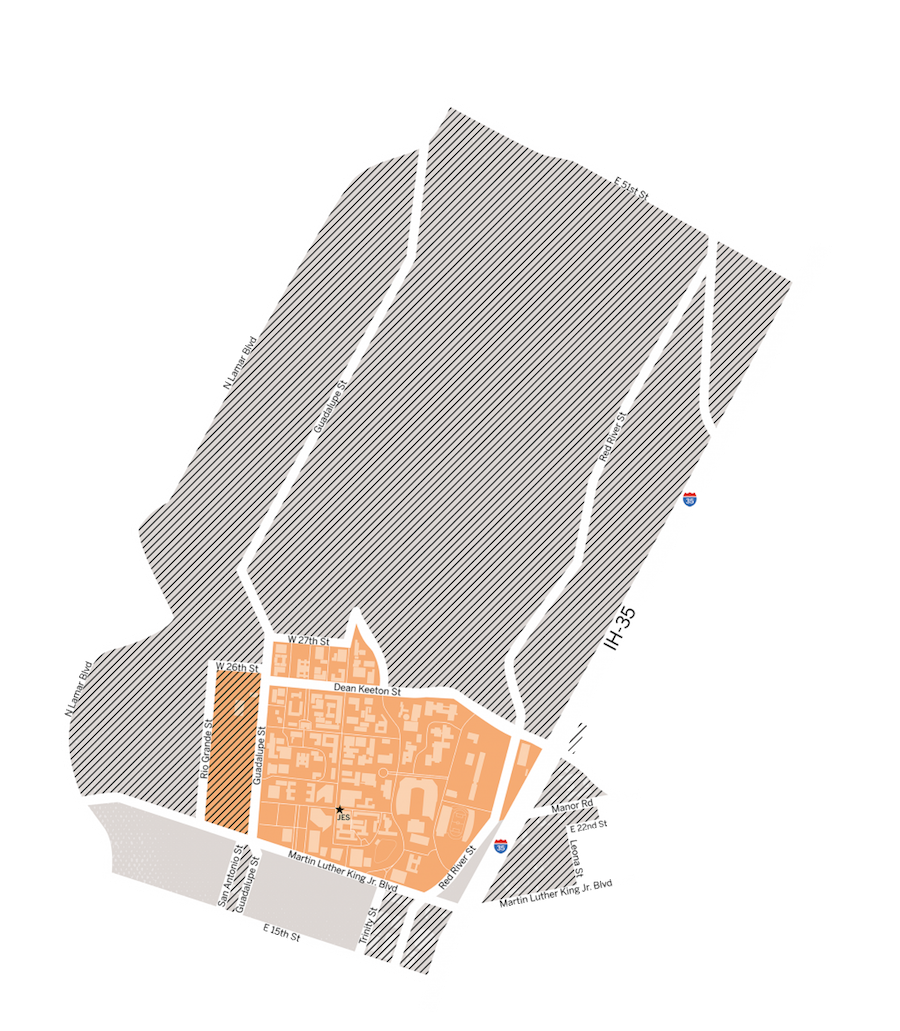 E 51st St
N Lamar Blvd
Guadalupe St
Red River St
35
IH-35
W 27th St
W 26th St
Dean Keeton St
N Lamar Blvd
Rio Grande St
Guadalupe St
JES
Manor Rd
E 22nd St
35
Leona St
San Antonio St
Guadalupe St
Martin Luther King Jr. Blvd
Red River St
Martin Luther King Jr. Blvd
Trinity St
E 15th St